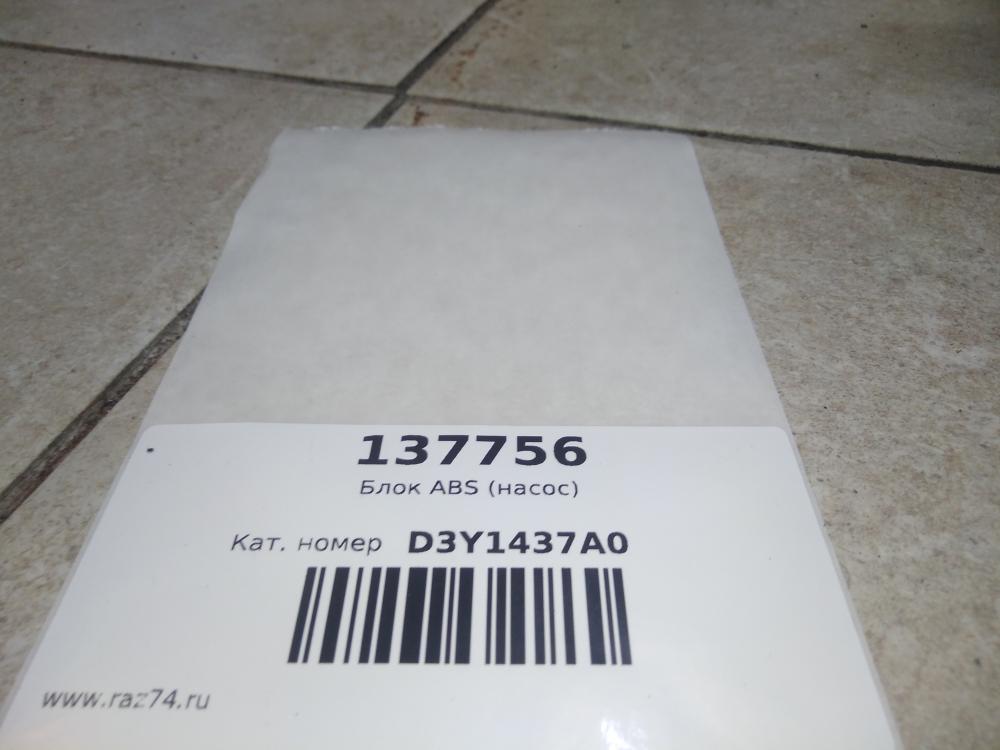 137756
Блок ABS (насос)
Кат. номер D3Y1437A0
www.raz74.ru